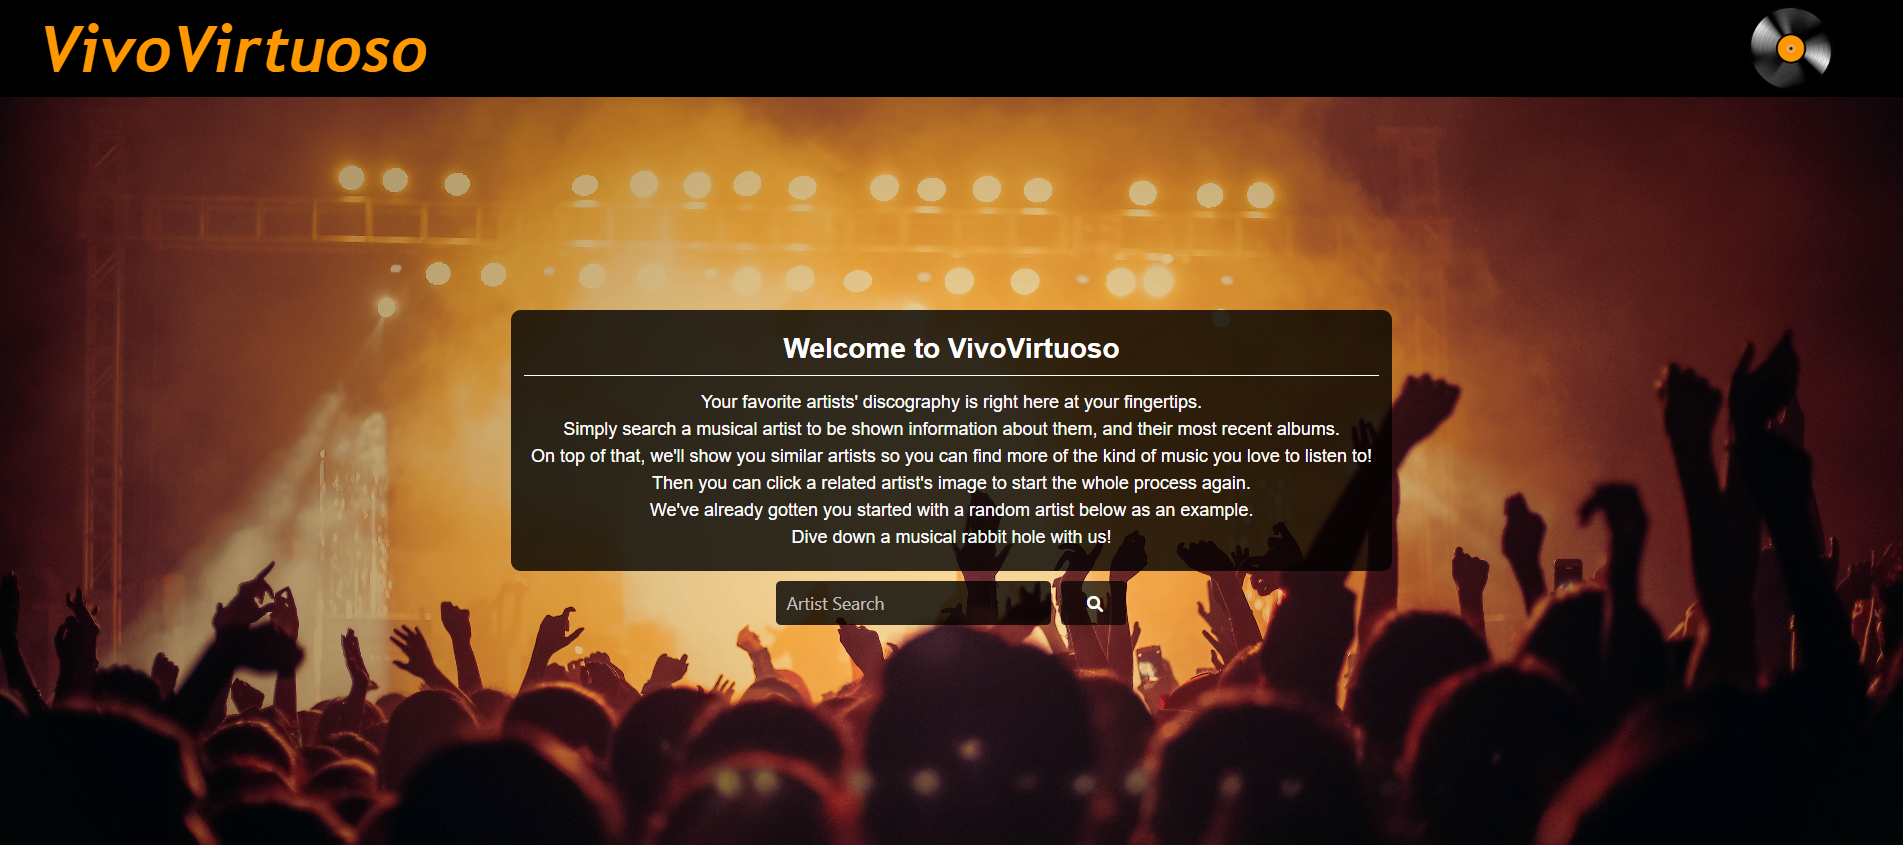 VivoVirtuoso
Welcome to VivoVirtuoso
Your favorite artists' discography is right here at your fingertips.
Simply search a musical artist to be shown information about them, and their most recent albums.
On top of that, we'll show you similar artists so you can find more of the kind of music you love to listen to!
Then you can click a related artist's image to start the whole process again.
We've already gotten you started with a random artist below as an example.
Dive down a musical rabbit hole with us!
Artist Search